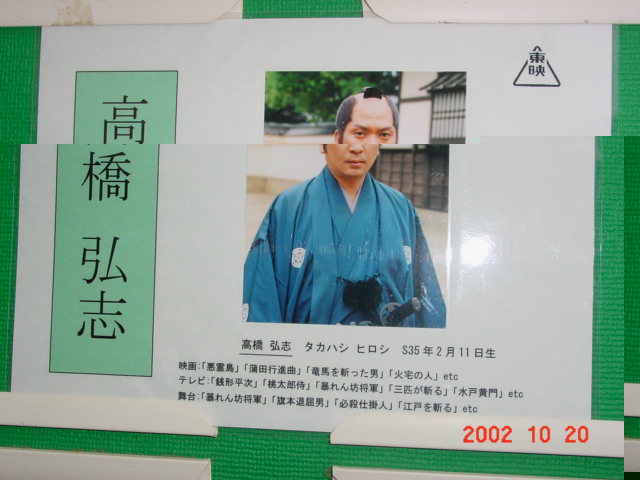 東映
高橋 弘志
高橋 弘志 タカハシ ヒロシ S35年2月11日生
映画:「悪霊島」「蒲田行進曲」「竜馬を斬った男」「火宅の人」etc
テレビ:「銭形平次」「桃太郎侍」「暴れん坊将軍」「三匹が斬る」「水戸黄門」etc
舞台:「暴れん坊将軍」「旗本退屈男」「必殺仕掛人」「江戸を斬る」etc
2002 10 20